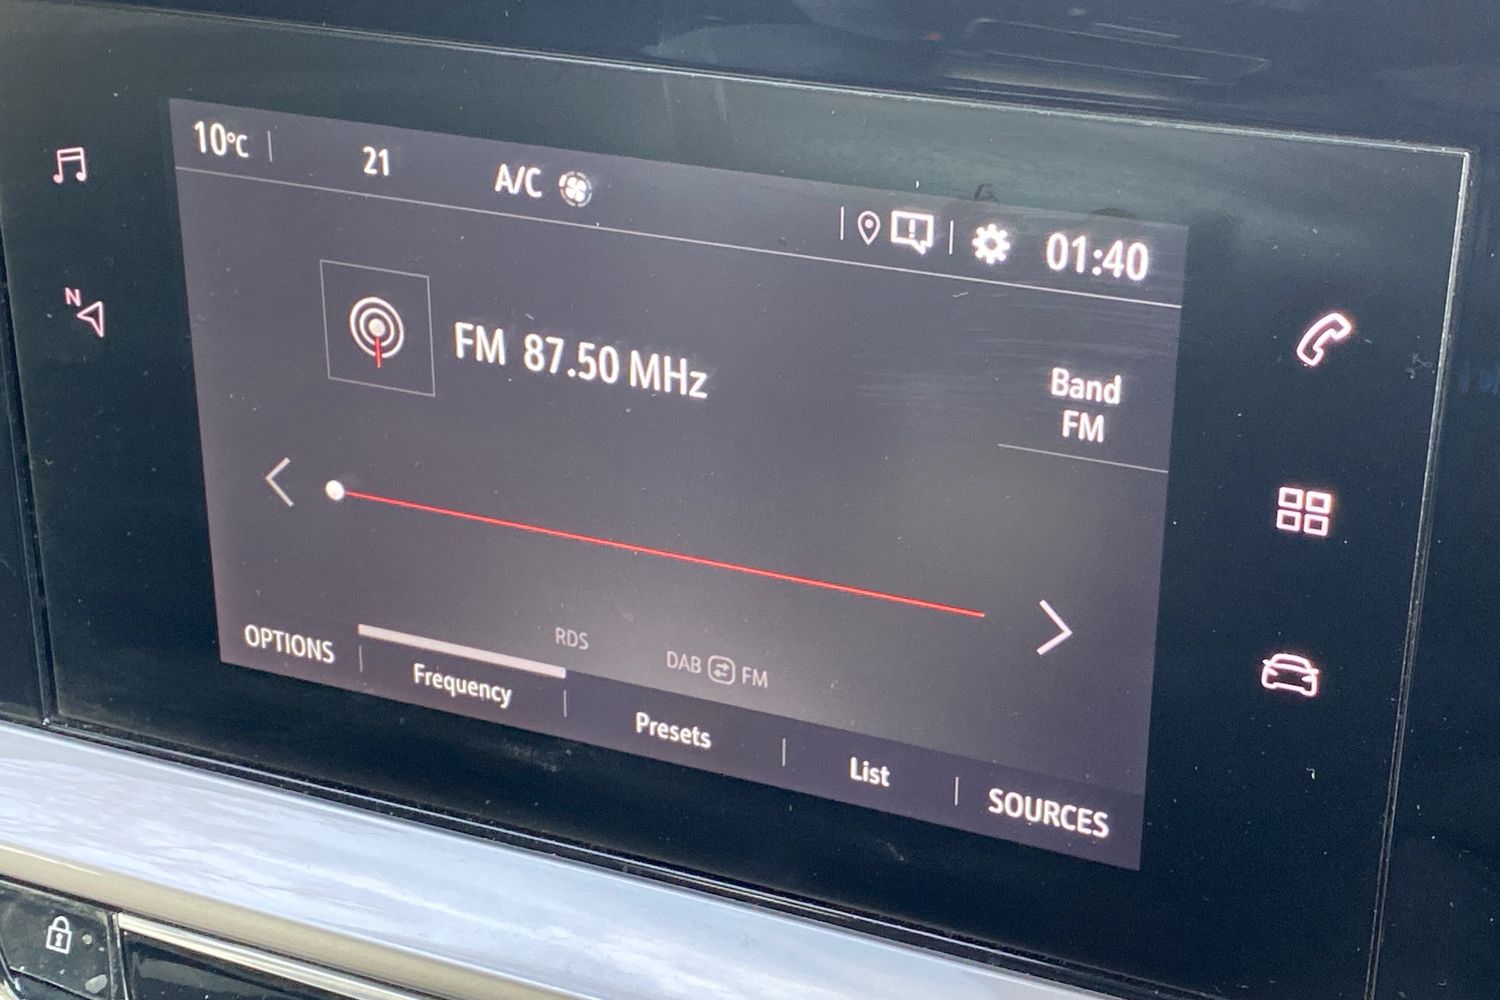 10°C 21 A/C 01:40
N
FM 87.50 MHz
Band
FM
RDS DAB FM
OPTIONS Frequency Presets List SOURCES